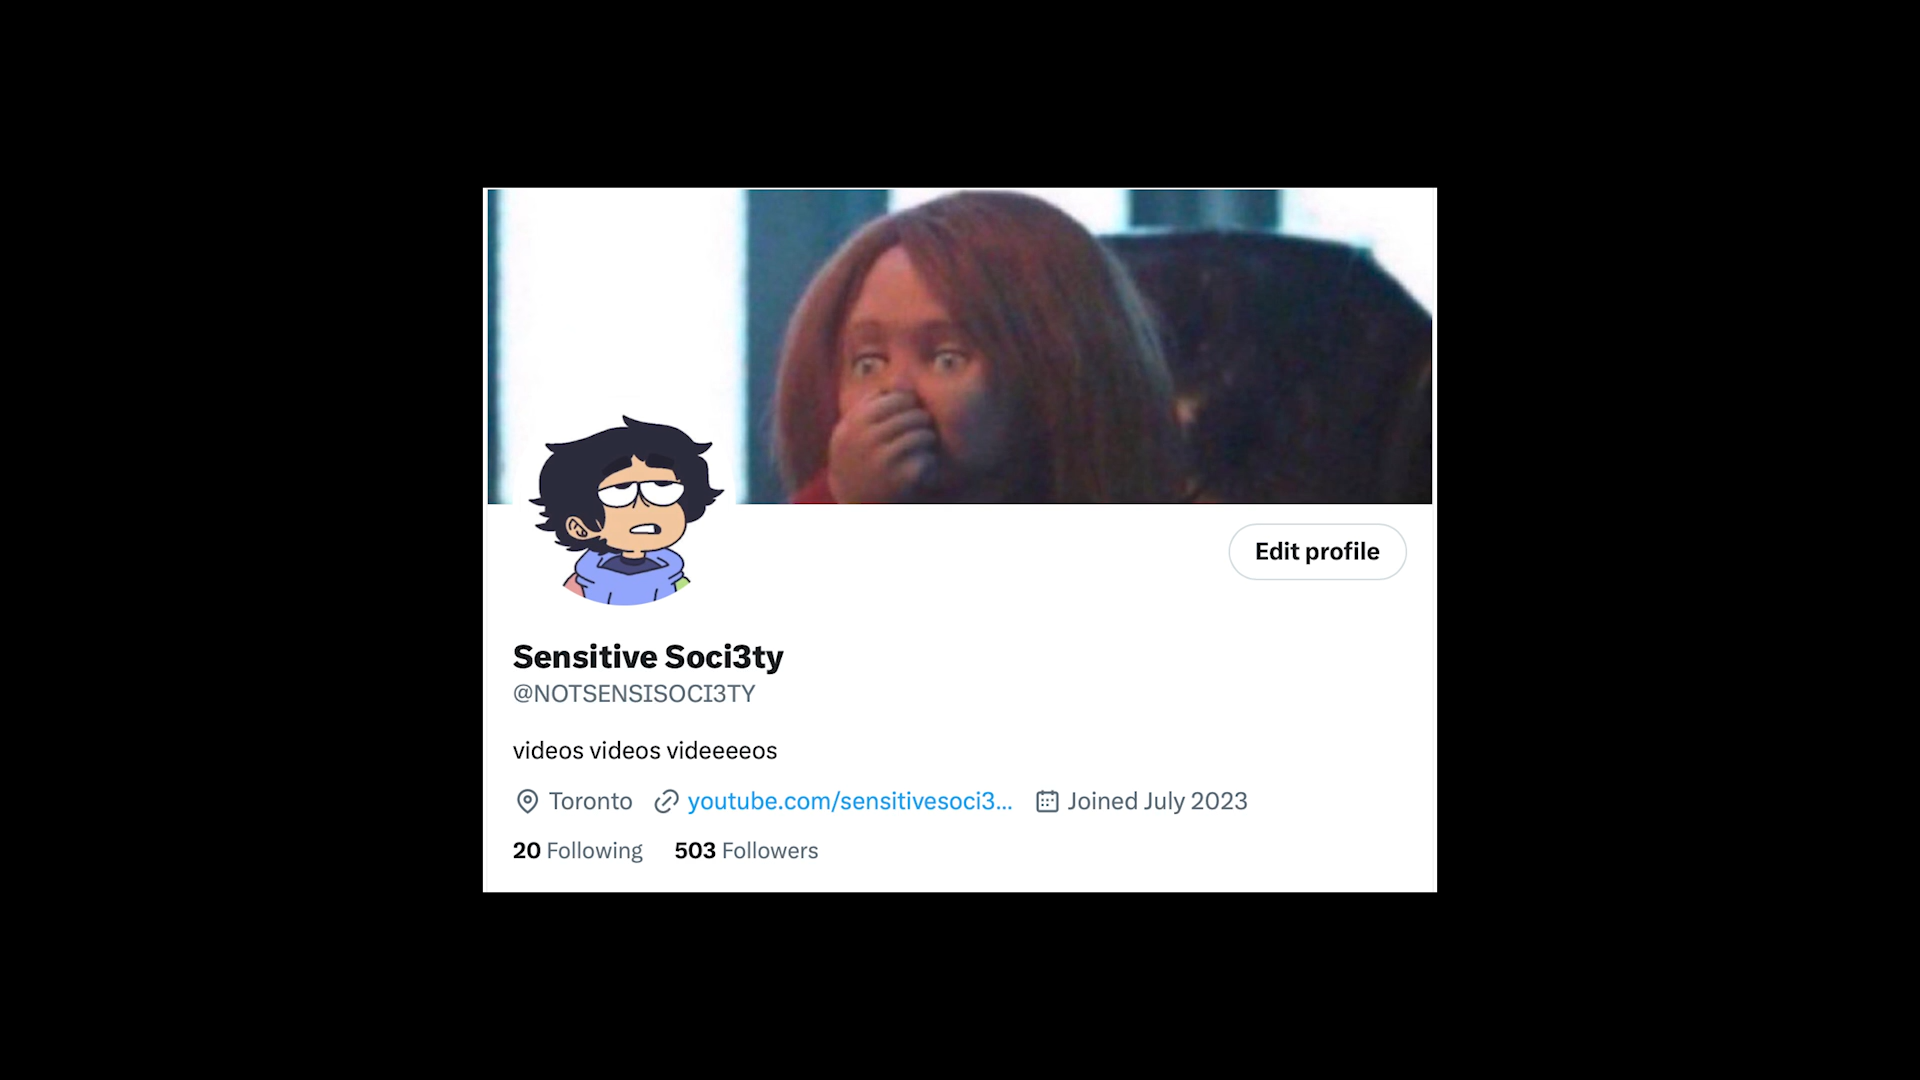 Edit profile
Sensitive Soci3ty
@NOTSENSISOCI3TY
videos videos videeeeos
Toronto youtube.com/sensitivesoci3... Joined July 2023
20 Following 503 Followers